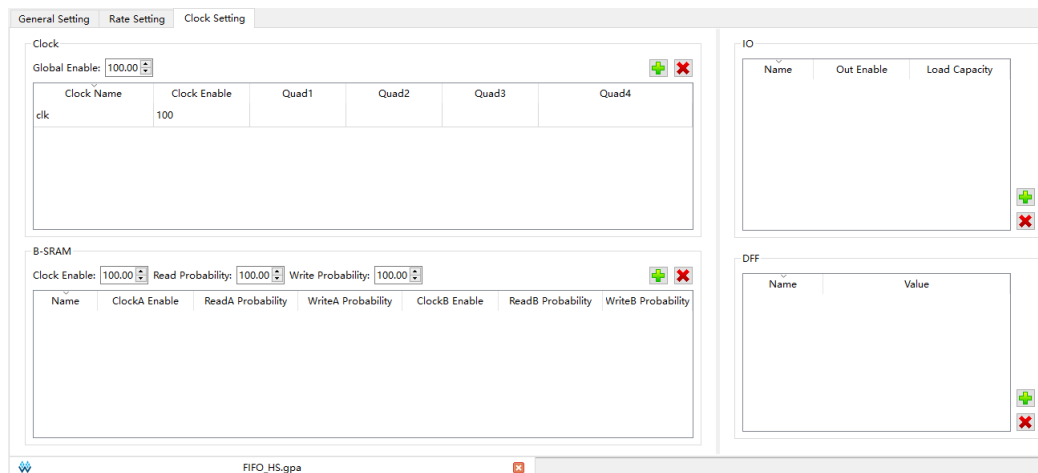 General Setting Rate Setting Clock Setting
Clock
Global Enable: 100.00
Clock Name Clock Enable Quad1 Quad2 Quad3 Quad4
clk 100
B-SRAM
Clock Enable: 100.00 Read Probability: 100.00 Write Probability: 100.00
Name ClockA Enable ReadA Probability WriteA Probability ClockB Enable ReadB Probability WriteB Probability
IO
Name Out Enable Load Capacity
DFF
Name Value
FIFO_HS.gpa